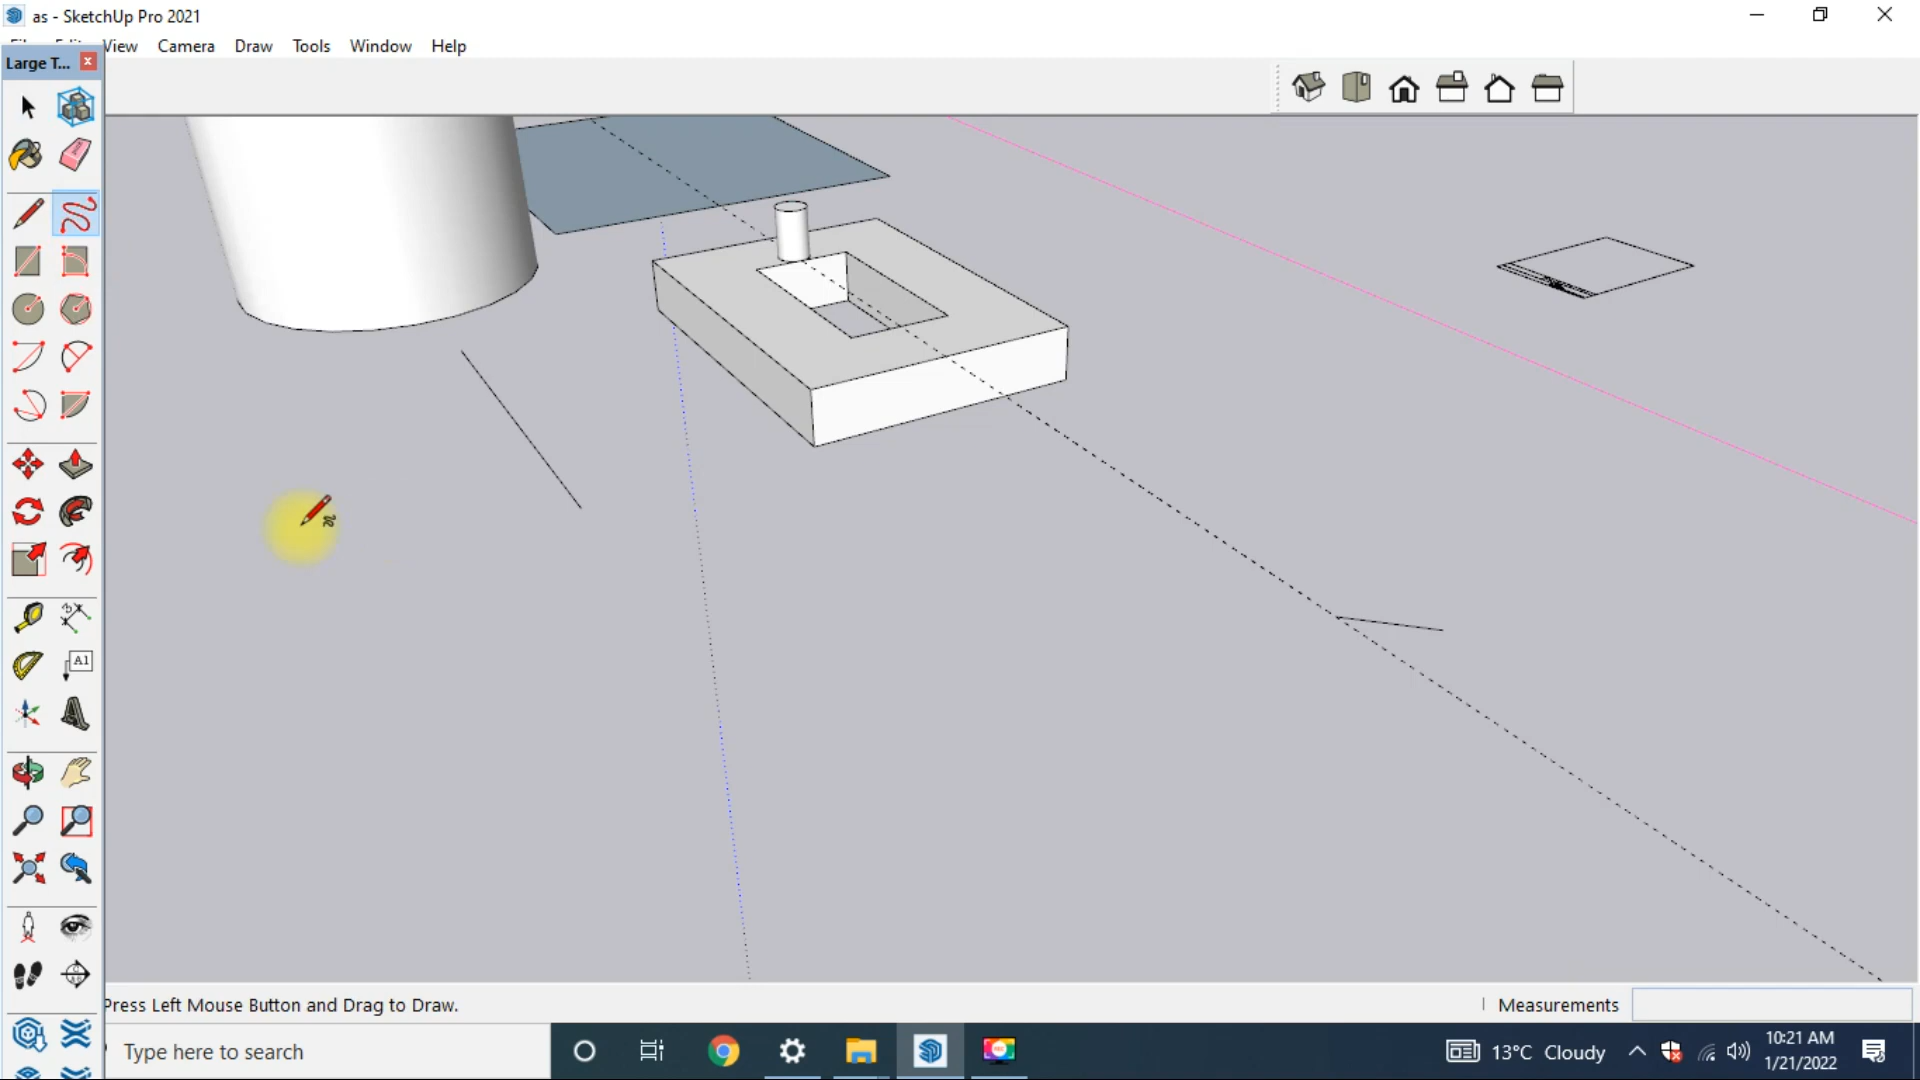 as - SketchUp Pro 2021
View Camera Draw Tools Window Help
Large T...
A1
Press Left Mouse Button and Drag to Draw.
Measurements
Type here to search
13°C Cloudy
10:21 AM
1/21/2022